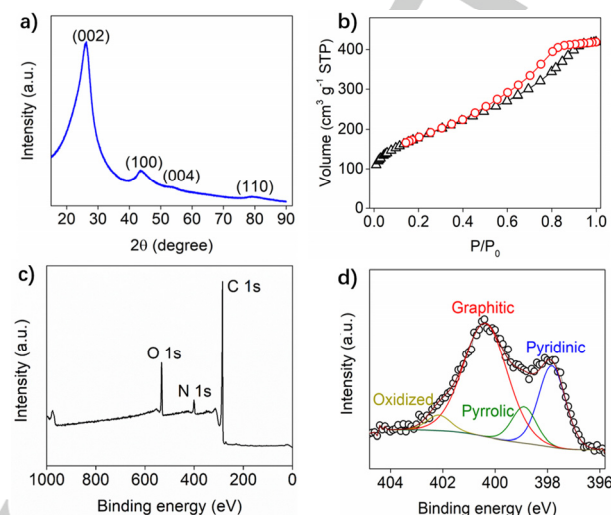 a)
(002)
(100)
(004)
(110)
Intensity (a.u.)
20 30 40 50 60 70 80 90
2θ (degree)
b)
400
300
200
100
0
Volume (cm³ g⁻¹ STP)
0.0 0.2 0.4 0.6 0.8 1.0
P/P₀
c)
C 1s
O 1s
N 1s
Intensity (a.u.)
1000 800 600 400 200 0
Binding energy (eV)
d)
Graphitic
Pyridinic
Oxidized
Pyrrolic
Intensity (a.u.)
404 402 400 398 396
Binding energy (eV)